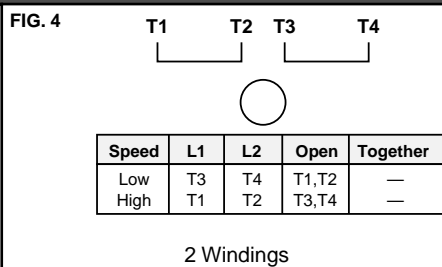 FIG. 4
T1 T2 T3 T4
Speed L1 L2 Open Together
Low T3 T4 T1,T2 —
High T1 T2 T3,T4 —
2 Windings